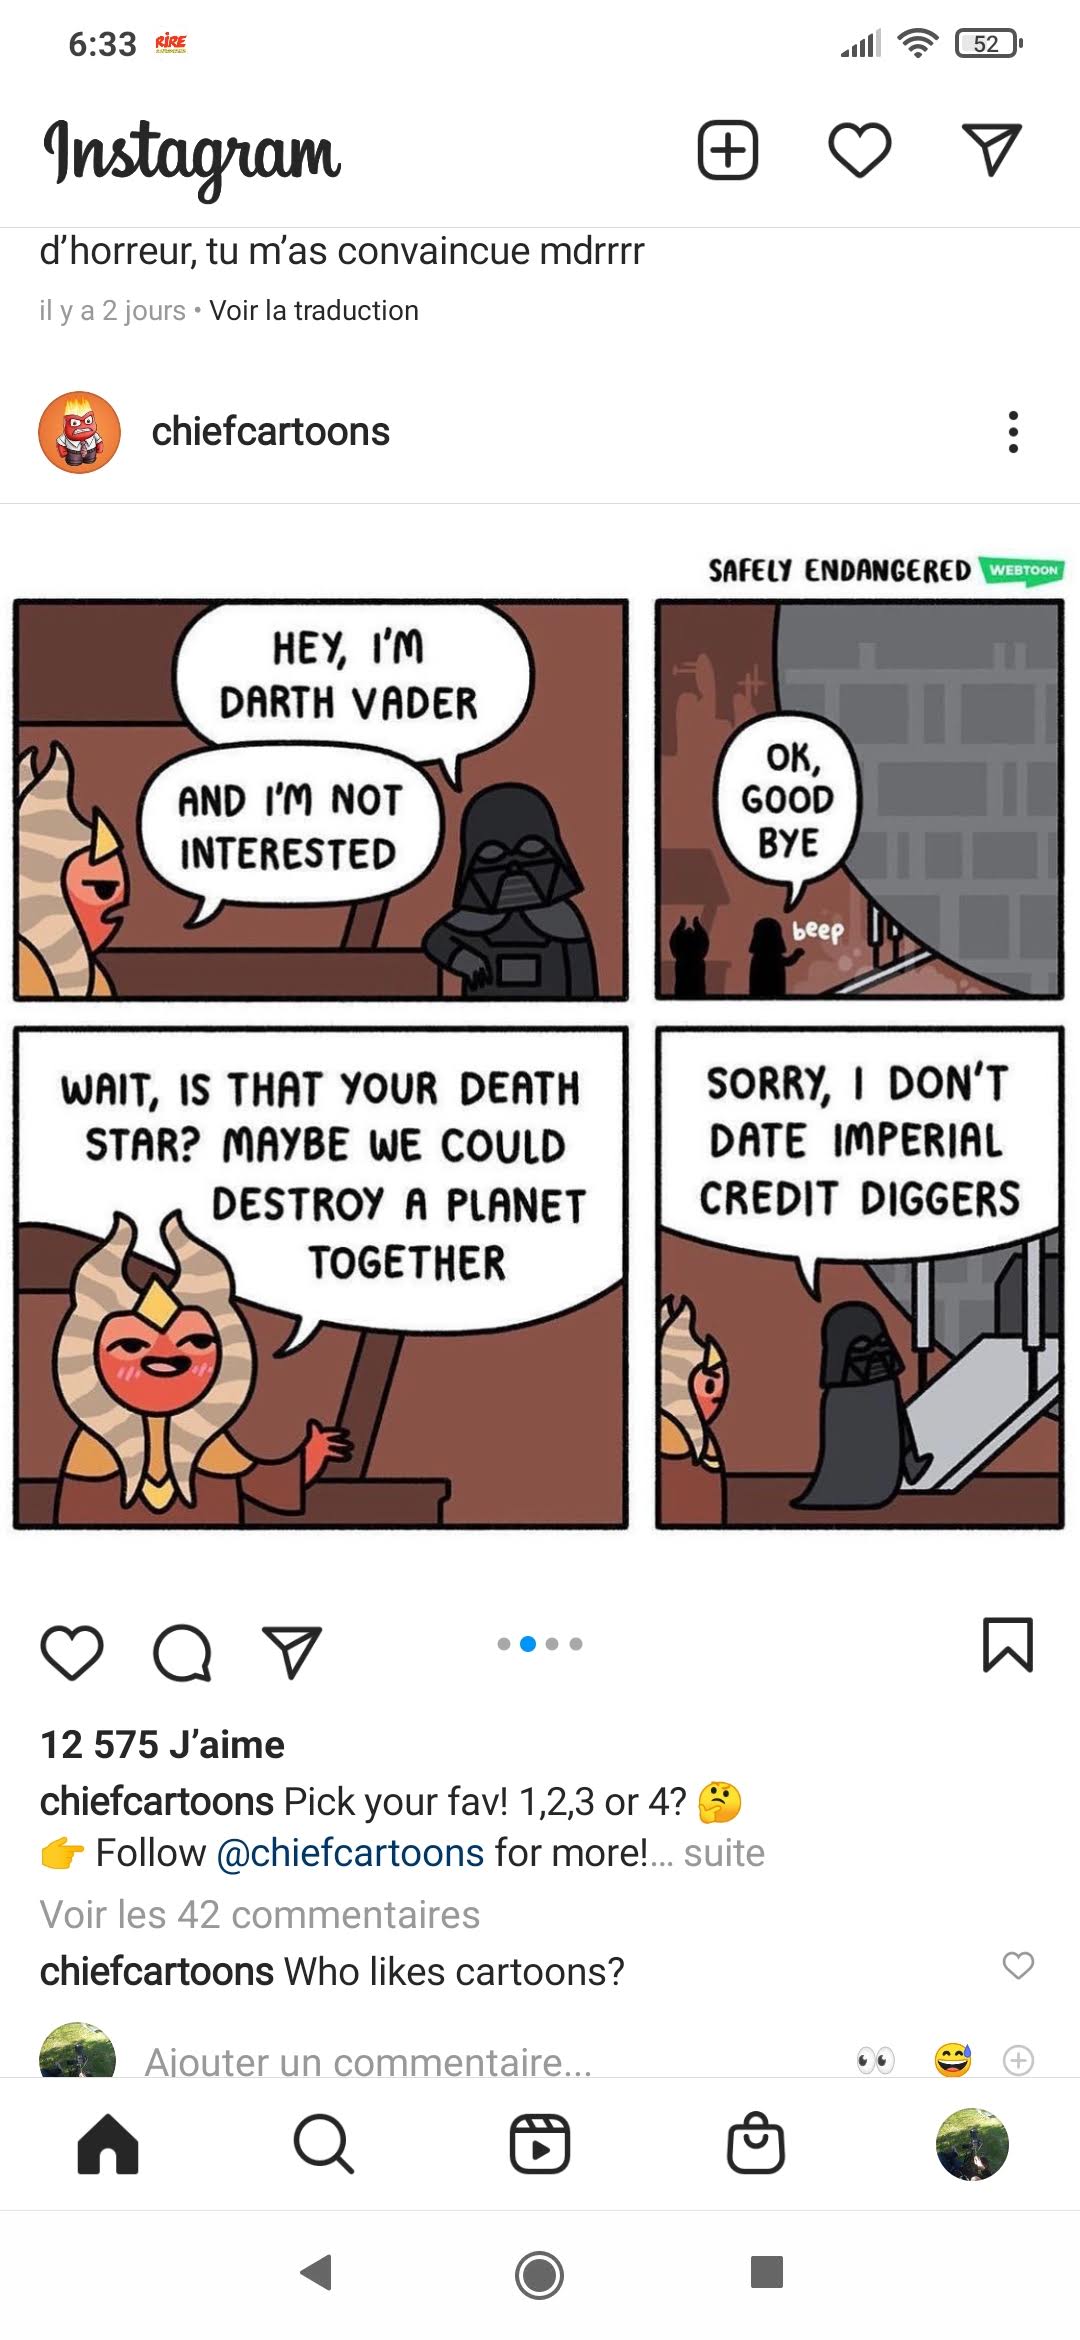 6:33
RIRE
52
Instagram
d'horreur, tu m'as convaincue mdrrrr
il y a 2 jours • Voir la traduction
chiefcartoons
SAFELY ENDANGERED WEBTOON
HEY, I'M
DARTH VADER
AND I'M NOT
INTERESTED
OK,
GOOD
BYE
beep
WAIT, IS THAT YOUR DEATH
STAR? MAYBE WE COULD
DESTROY A PLANET
TOGETHER
SORRY, I DON'T
DATE IMPERIAL
CREDIT DIGGERS
12 575 J'aime
chiefcartoons Pick your fav! 1,2,3 or 4? 🤔
👉 Follow @chiefcartoons for more!... suite
Voir les 42 commentaires
chiefcartoons Who likes cartoons?
Ajouter un commentaire...